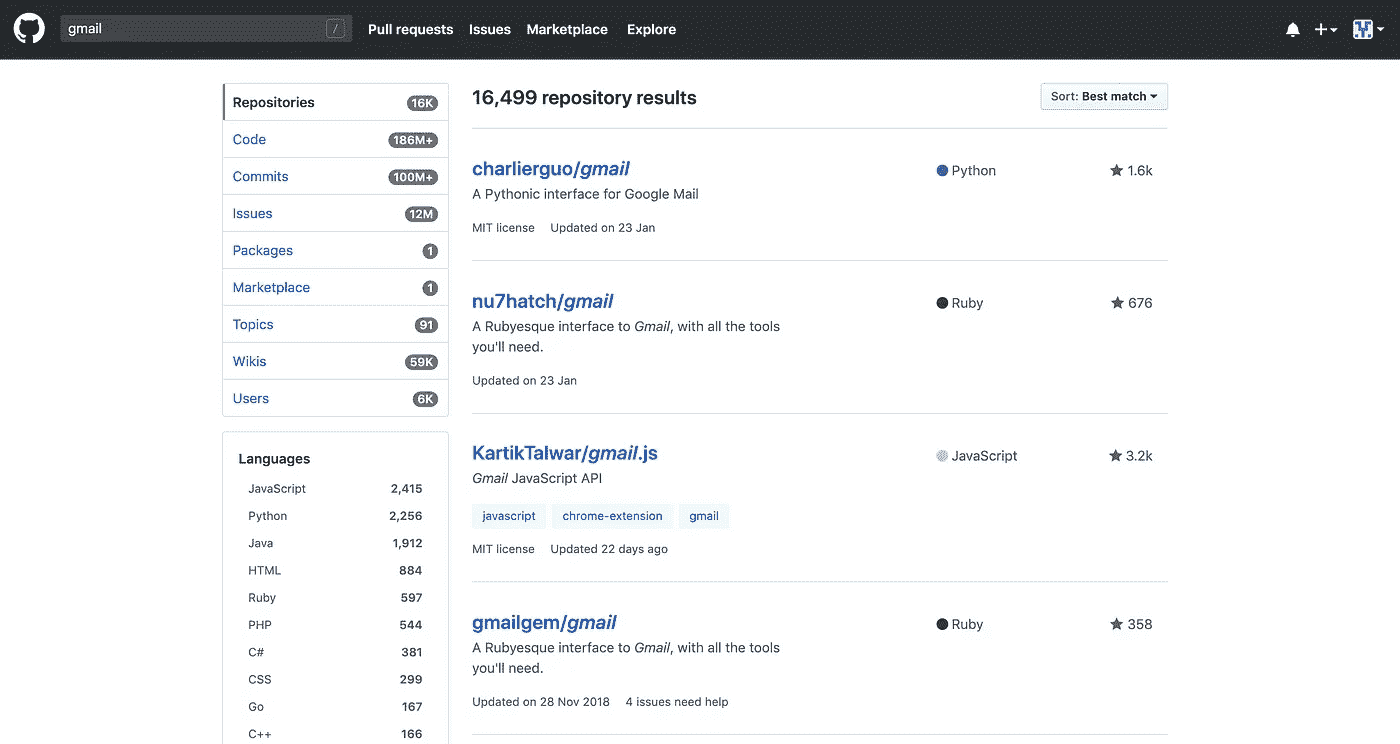 gmail / Pull requests Issues Marketplace Explore
Repositories 16K
Code 186M+
Commits 100M+
Issues 12M
Packages 1
Marketplace 1
Topics 91
Wikis 59K
Users 6K
Languages
JavaScript 2,415
Python 2,256
Java 1,912
HTML 884
Ruby 597
PHP 544
C# 381
CSS 299
Go 167
C++ 166
16,499 repository results
Sort: Best match
charlierguo/gmail Python 1.6k
A Pythonic interface for Google Mail
MIT license Updated on 23 Jan
nu7hatch/gmail Ruby 676
A Rubyesque interface to Gmail, with all the tools
you'll need.
Updated on 23 Jan
KartikTalwar/gmail.js JavaScript 3.2k
Gmail JavaScript API
javascript chrome-extension gmail
MIT license Updated 22 days ago
gmailgem/gmail Ruby 358
A Rubyesque interface to Gmail, with all the tools
you'll need.
Updated on 28 Nov 2018 4 issues need help